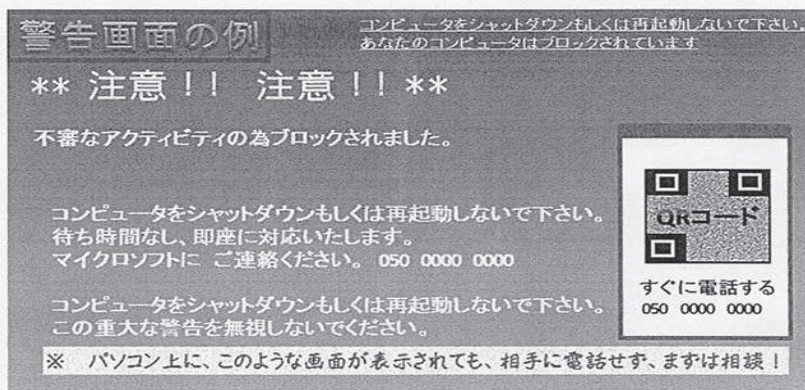 警告画面の例
コンピュータをシャットダウンもしくは再起動しないで下さい。
あなたのコンピュータはブロックされています
** 注意！！ 注意！！**
不審なアクティビティの為ブロックされました。
コンピュータをシャットダウンもしくは再起動しないで下さい。
待ち時間なし、即座に対応いたします。
マイクロソフトに ご連絡ください。 050 0000 0000
コンピュータをシャットダウンもしくは再起動しないで下さい。
この重大な警告を無視しないでください。
QRコード
すぐに電話する
050 0000 0000
※ パソコン上に、このような画面が表示されても、相手に電話せず、まずは相談！